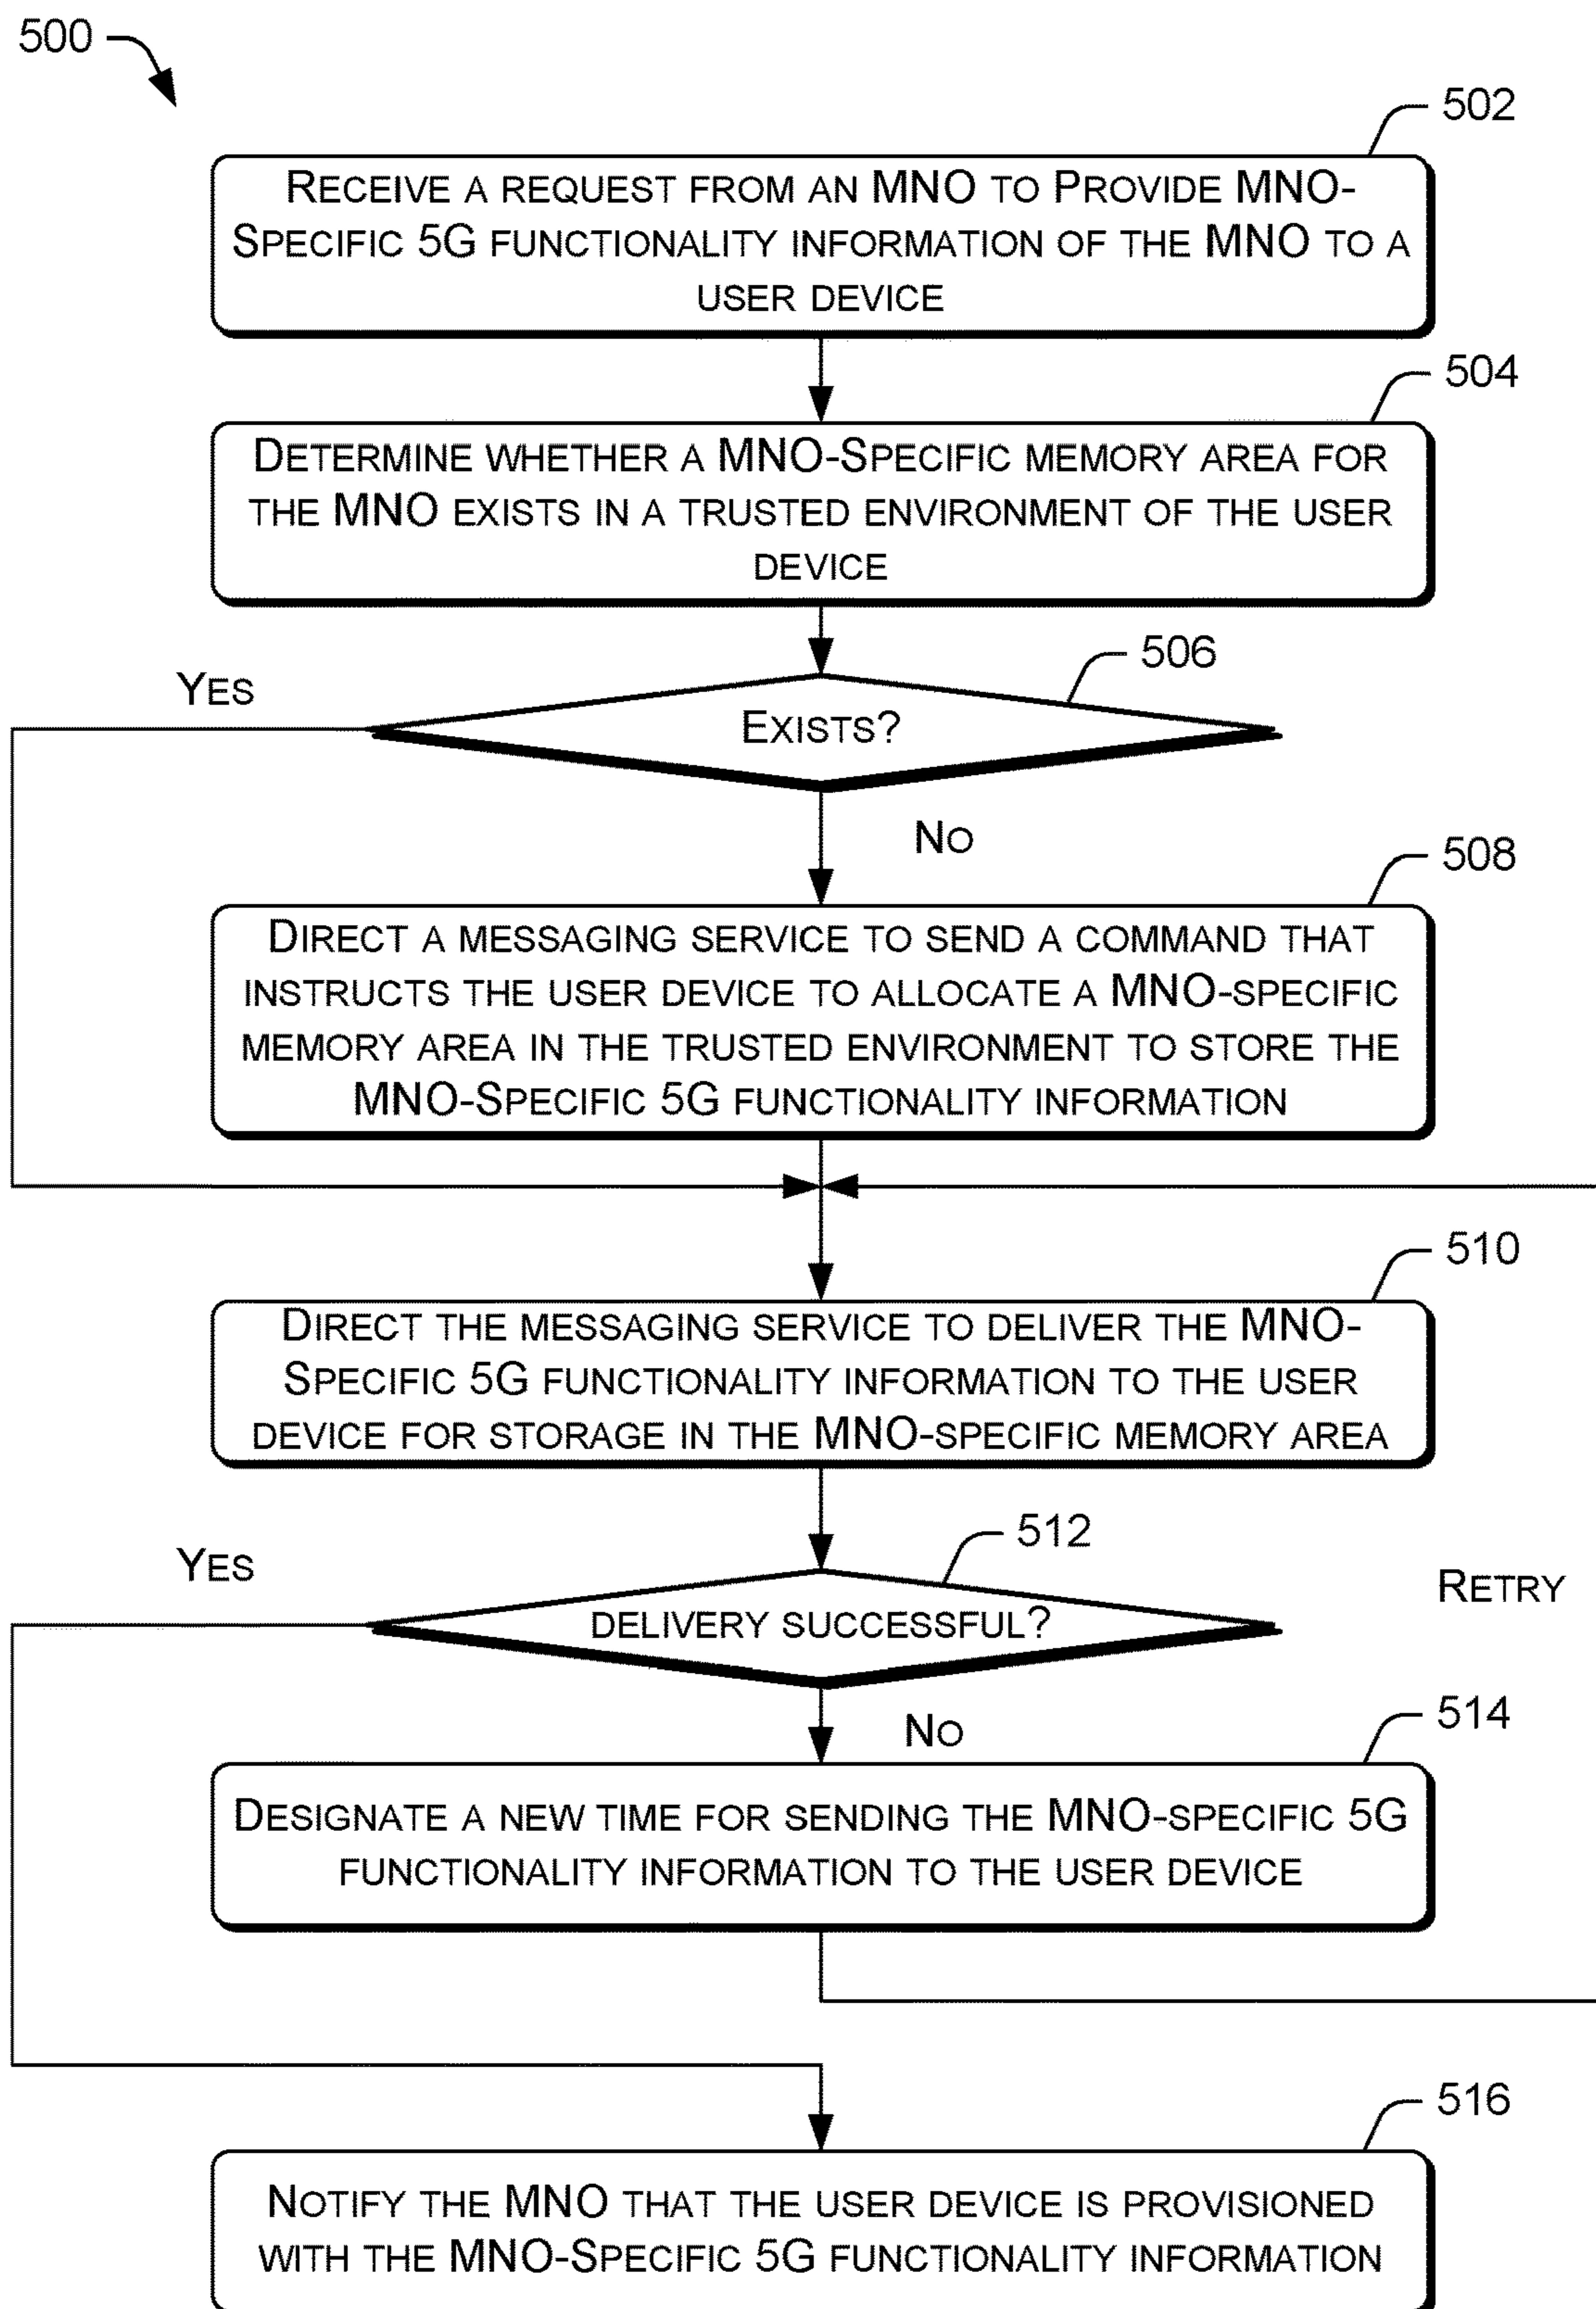 500
502
RECEIVE A REQUEST FROM AN MNO TO PROVIDE MNO-
SPECIFIC 5G FUNCTIONALITY INFORMATION OF THE MNO TO A
USER DEVICE
504
DETERMINE WHETHER A MNO-SPECIFIC MEMORY AREA FOR
THE MNO EXISTS IN A TRUSTED ENVIRONMENT OF THE USER
DEVICE
506
YES
EXISTS?
NO
508
DIRECT A MESSAGING SERVICE TO SEND A COMMAND THAT
INSTRUCTS THE USER DEVICE TO ALLOCATE A MNO-SPECIFIC
MEMORY AREA IN THE TRUSTED ENVIRONMENT TO STORE THE
MNO-SPECIFIC 5G FUNCTIONALITY INFORMATION
510
DIRECT THE MESSAGING SERVICE TO DELIVER THE MNO-
SPECIFIC 5G FUNCTIONALITY INFORMATION TO THE USER
DEVICE FOR STORAGE IN THE MNO-SPECIFIC MEMORY AREA
512
YES
RETRY
DELIVERY SUCCESSFUL?
NO
514
DESIGNATE A NEW TIME FOR SENDING THE MNO-SPECIFIC 5G
FUNCTIONALITY INFORMATION TO THE USER DEVICE
516
NOTIFY THE MNO THAT THE USER DEVICE IS PROVISIONED
WITH THE MNO-SPECIFIC 5G FUNCTIONALITY INFORMATION